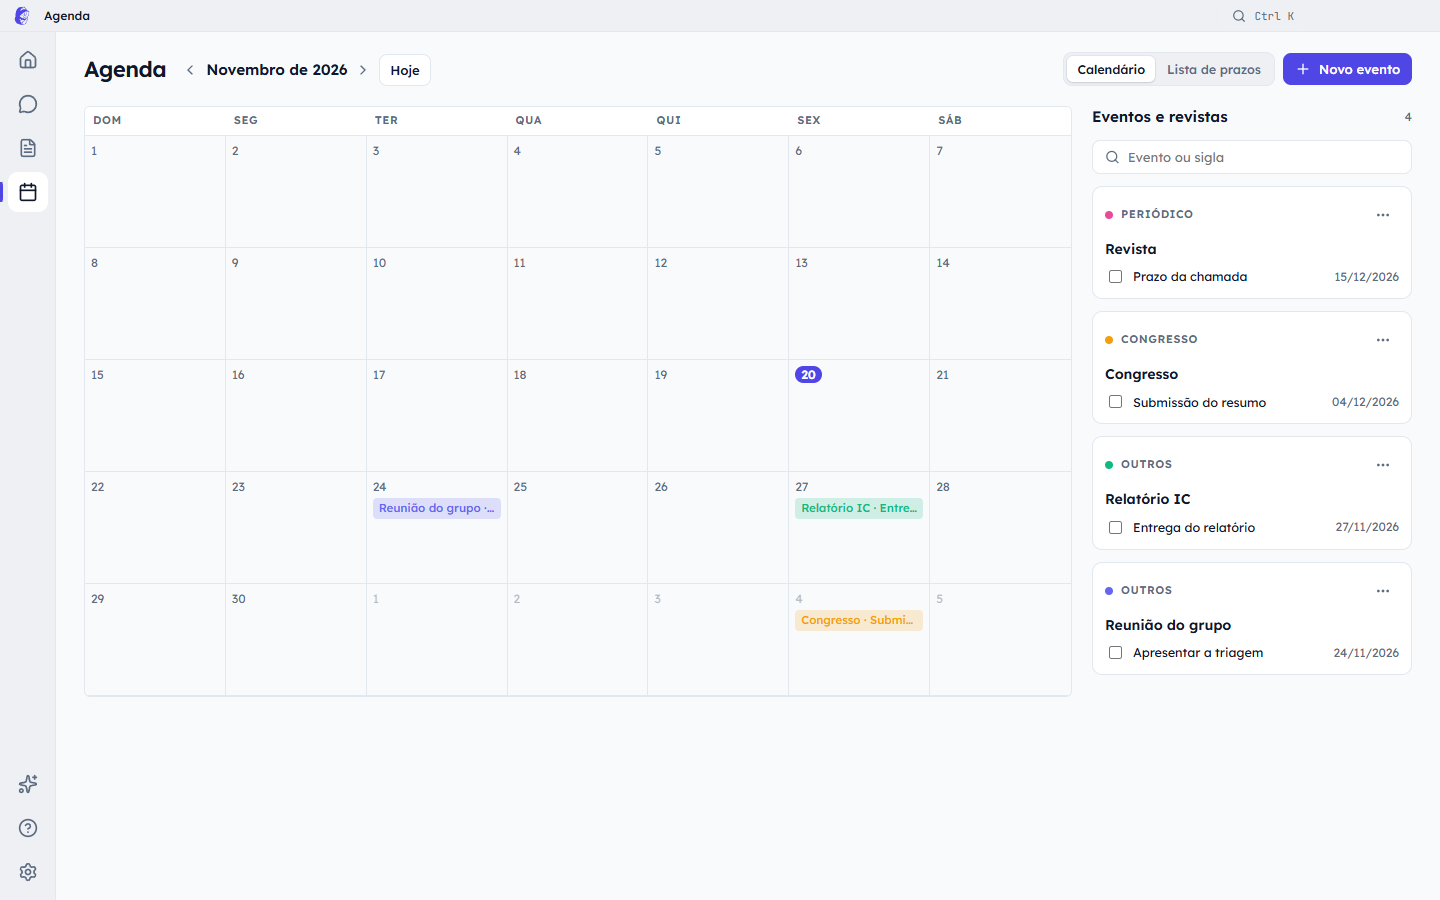 Agenda
Ctrl K
Agenda
Novembro de 2026
Hoje
Calendário
Lista de prazos
Novo evento
DOM SEG TER QUA QUI SEX SÁB
1 2 3 4 5 6 7
8 9 10 11 12 13 14
15 16 17 18 19 20 21
22 23 24 25 26 27 28
Reunião do grupo ·...
Relatório IC · Entre...
29 30 1 2 3 4 5
Congresso · Submi...
Eventos e revistas 4
Evento ou sigla
PERIÓDICO
Revista
Prazo da chamada 15/12/2026
CONGRESSO
Congresso
Submissão do resumo 04/12/2026
OUTROS
Relatório IC
Entrega do relatório 27/11/2026
OUTROS
Reunião do grupo
Apresentar a triagem 24/11/2026